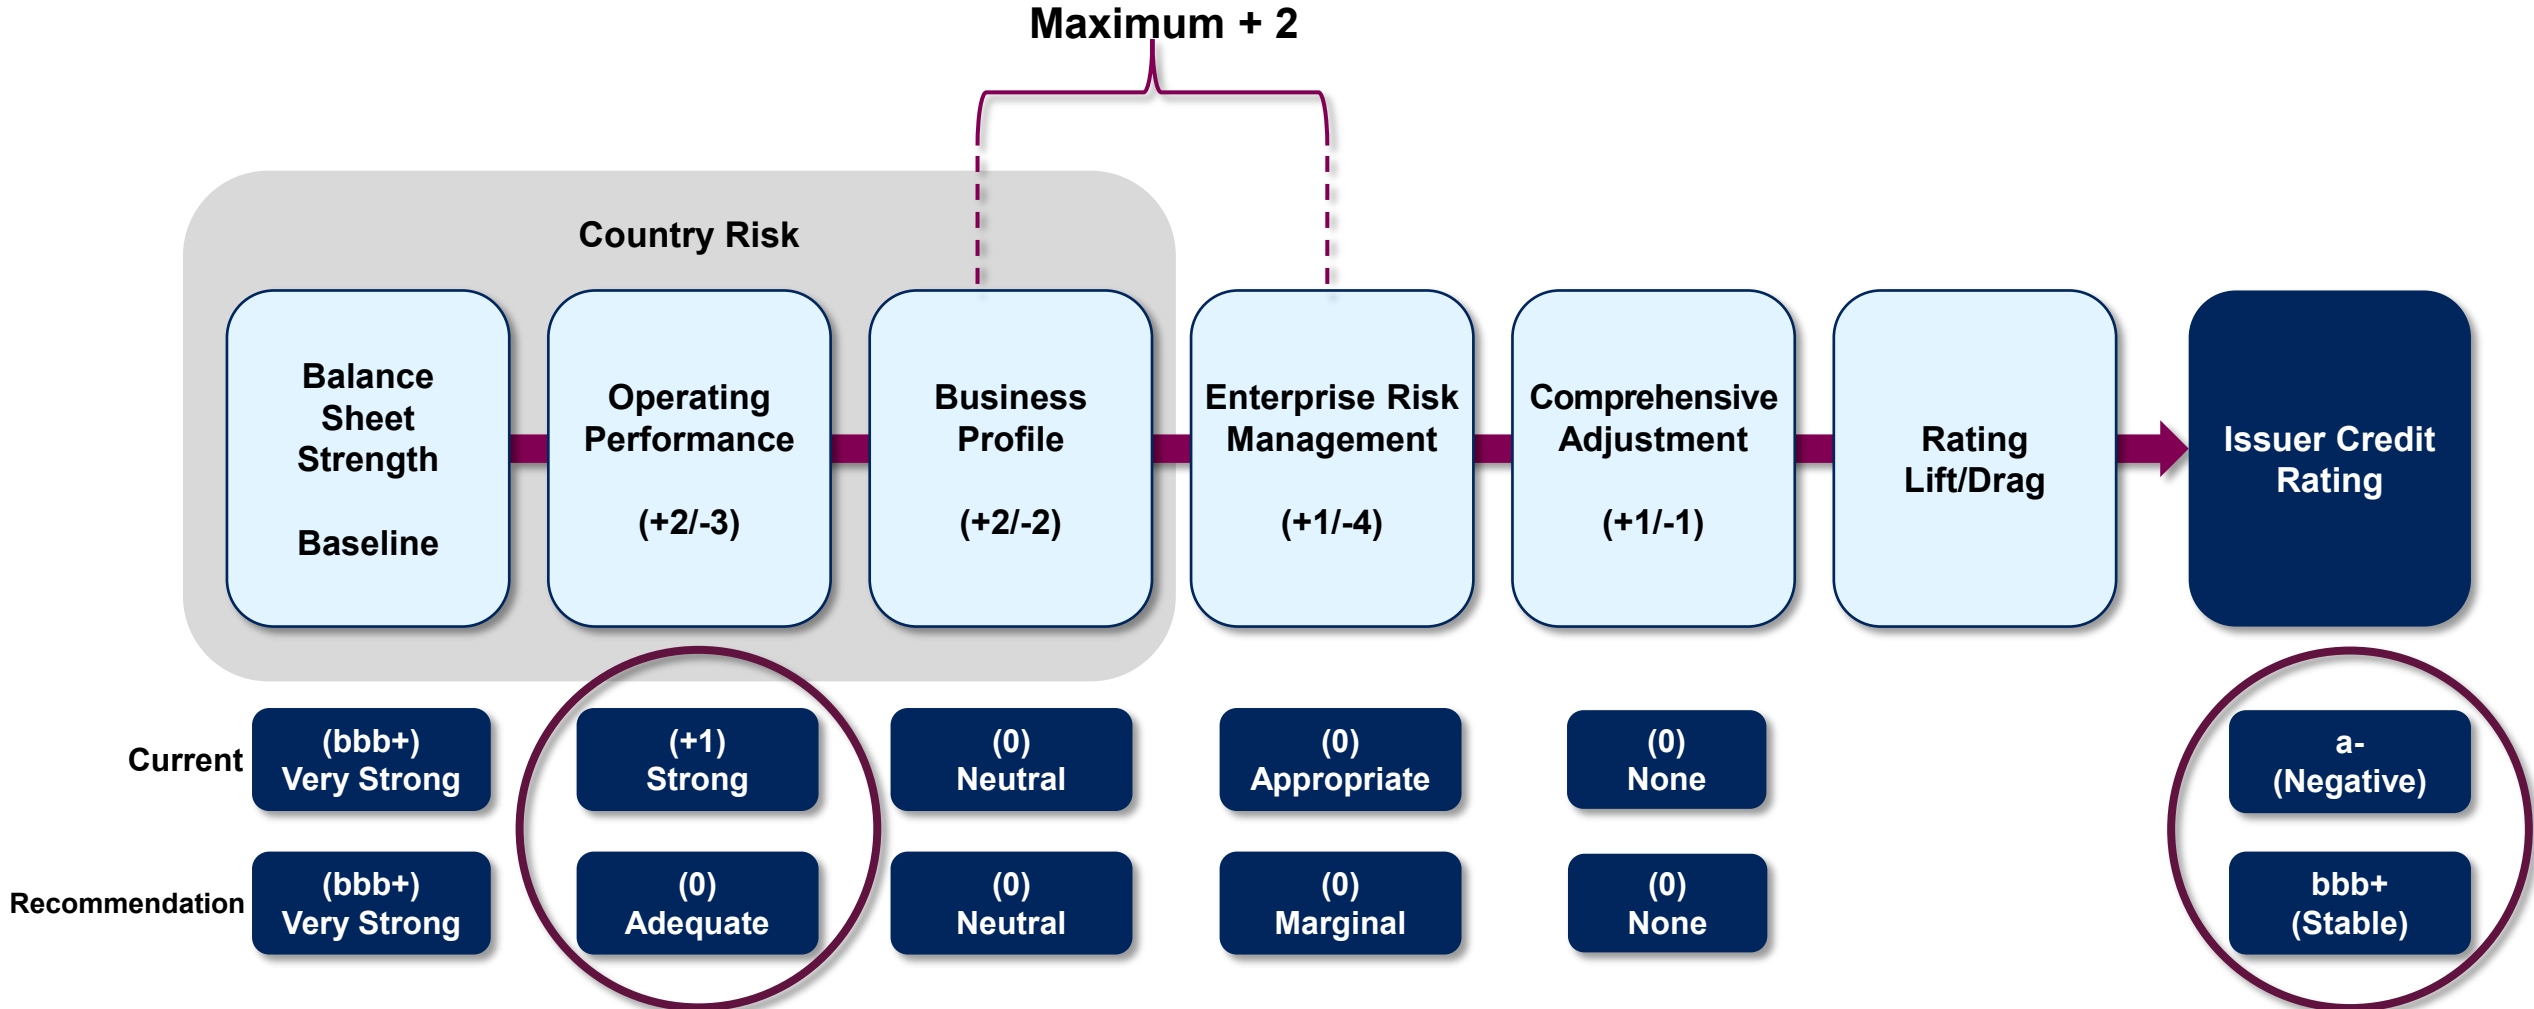 Maximum + 2
Country Risk
Balance
Sheet
Strength
Baseline
Operating
Performance
(+2/-3)
Business
Profile
(+2/-2)
Enterprise Risk
Management
(+1/-4)
Comprehensive
Adjustment
(+1/-1)
Rating
Lift/Drag
Issuer Credit
Rating
Current
(bbb+)
Very Strong
(+1)
Strong
(0)
Neutral
(0)
Appropriate
(0)
None
a-
(Negative)
Recommendation
(bbb+)
Very Strong
(0)
Adequate
(0)
Neutral
(0)
Marginal
(0)
None
bbb+
(Stable)